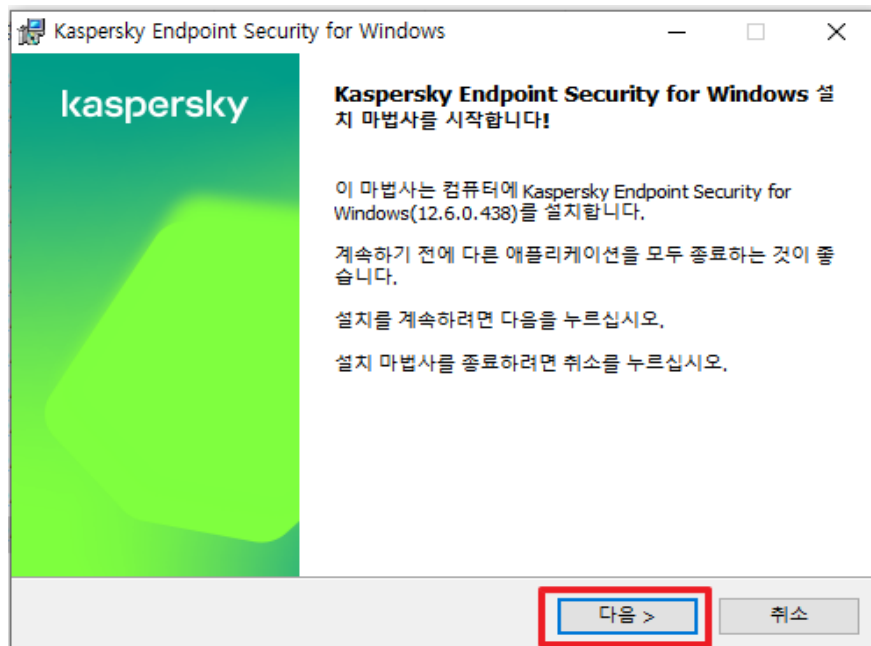 Kaspersky Endpoint Security for Windows
kaspersky
Kaspersky Endpoint Security for Windows 설
치 마법사를 시작합니다!
이 마법사는 컴퓨터에 Kaspersky Endpoint Security for
Windows(12.6.0.438)를 설치합니다.
계속하기 전에 다른 애플리케이션을 모두 종료하는 것이 좋
습니다.
설치를 계속하려면 다음을 누르십시오.
설치 마법사를 종료하려면 취소를 누르십시오.
다음 >
취소